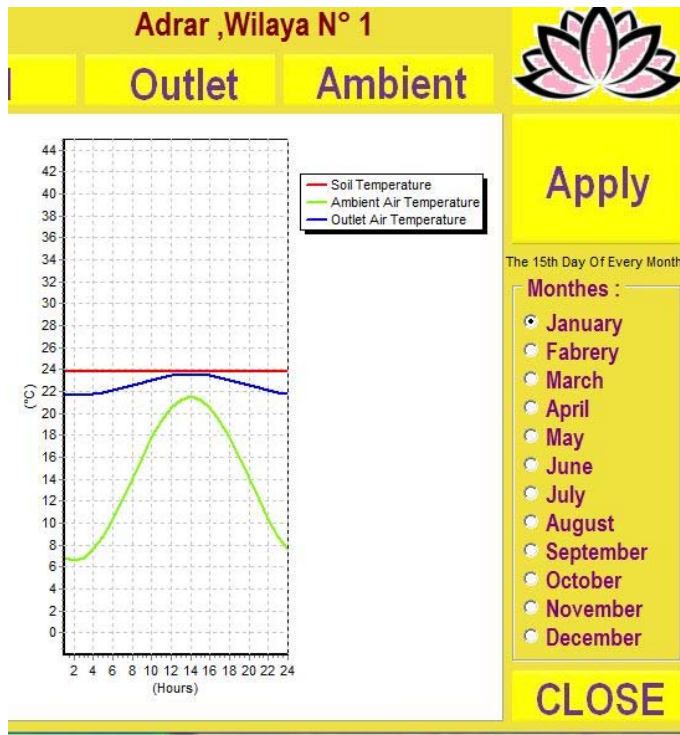 Adrar ,Wilaya N° 1
Outlet
Ambient
Apply
44
42
40
38
36
34
32
30
28
26
24
22
20
18
16
14
12
10
8
6
4
2
0
(°C)
2 4 6 8 10 12 14 16 18 20 22 24
(Hours)
Soil Temperature
Ambient Air Temperature
Outlet Air Temperature
The 15th Day Of Every Month
Monthes :
January
Fabrery
March
April
May
June
July
August
September
October
November
December
CLOSE